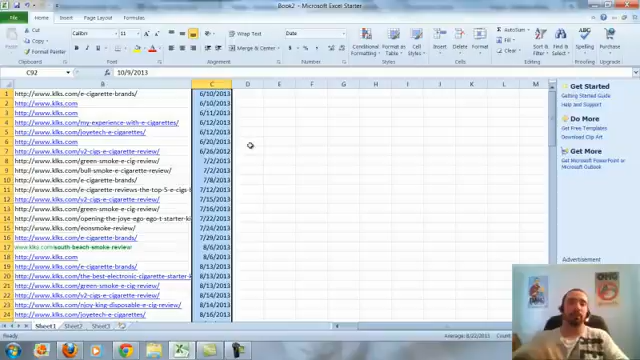 Book2 - Microsoft Excel Starter
File Home Insert Page Layout Formulas
Calibri 11 Wrap Text General AutoSum
Paste Merge & Center Conditional Formatting Format as Table Cell Styles Insert Delete Format Sort & Filter Find & Select
Clipboard Font Alignment Number Styles Cells Editing Spelling Purchase
C92 fx 10/9/2013
B C D E F G H I J K L M
1 http://www.klks.com/e-cigarette-brands/ 6/10/2013
2 http://www.klks.com 6/10/2013
3 http://www.klks.com 6/11/2013
4 http://www.klks.com/my-experience-with-e-cigarettes/ 6/12/2013
5 http://www.klks.com/joyetech-e-cigarettes/ 6/12/2013
6 http://www.klks.com 6/20/2013
7 http://www.klks.com/v2-cigs-e-cigarette-review/ 6/26/2012
8 http://www.klks.com/green-smoke-e-cig-review/ 7/2/2013
9 http://www.klks.com/bull-smoke-e-cigarette-review/ 7/2/2013
10 http://www.klks.com/e-cigarette-brands/ 7/8/2013
11 http://www.klks.com/e-cigarette-reviews-the-top-5-e-cigs-b 7/12/2013
12 http://www.klks.com/v2-cigs-e-cigarette-review/ 7/15/2013
13 http://www.klks.com/green-smoke-e-cig-review/ 7/16/2013
14 http://www.klks.com/opening-the-joye-ego-ego-t-starter-ki 7/22/2013
15 http://www.klks.com/eonsmoke-review/ 7/24/2013
16 http://www.klks.com/e-cigarette-brands/ 7/29/2013
17 www.klks.com/south-beach-smoke-review 8/6/2013
18 http://www.klks.com 8/6/2013
19 http://www.klks.com/e-cigarette-brands/ 8/13/2013
20 http://www.klks.com/the-best-electronic-cigarette-starter-k 8/13/2013
21 http://www.klks.com/green-smoke-e-cig-review/ 8/13/2013
22 http://www.klks.com/v2-cigs-e-cigarette-review/ 8/14/2013
23 http://www.klks.com/njoy-king-disposable-e-cig-review/ 8/15/2013
24 http://www.klks.com/joyetech-e-cigarettes/ 8/16/2013
Get Started
Getting Started Guide
Help and Support
Do More
Get Free Templates
Download Clip Art
Get More
Get Microsoft PowerPoint or Microsoft Outlook
Advertisement
Sheet1 Sheet2 Sheet3
Ready
Average: 8/22/2013